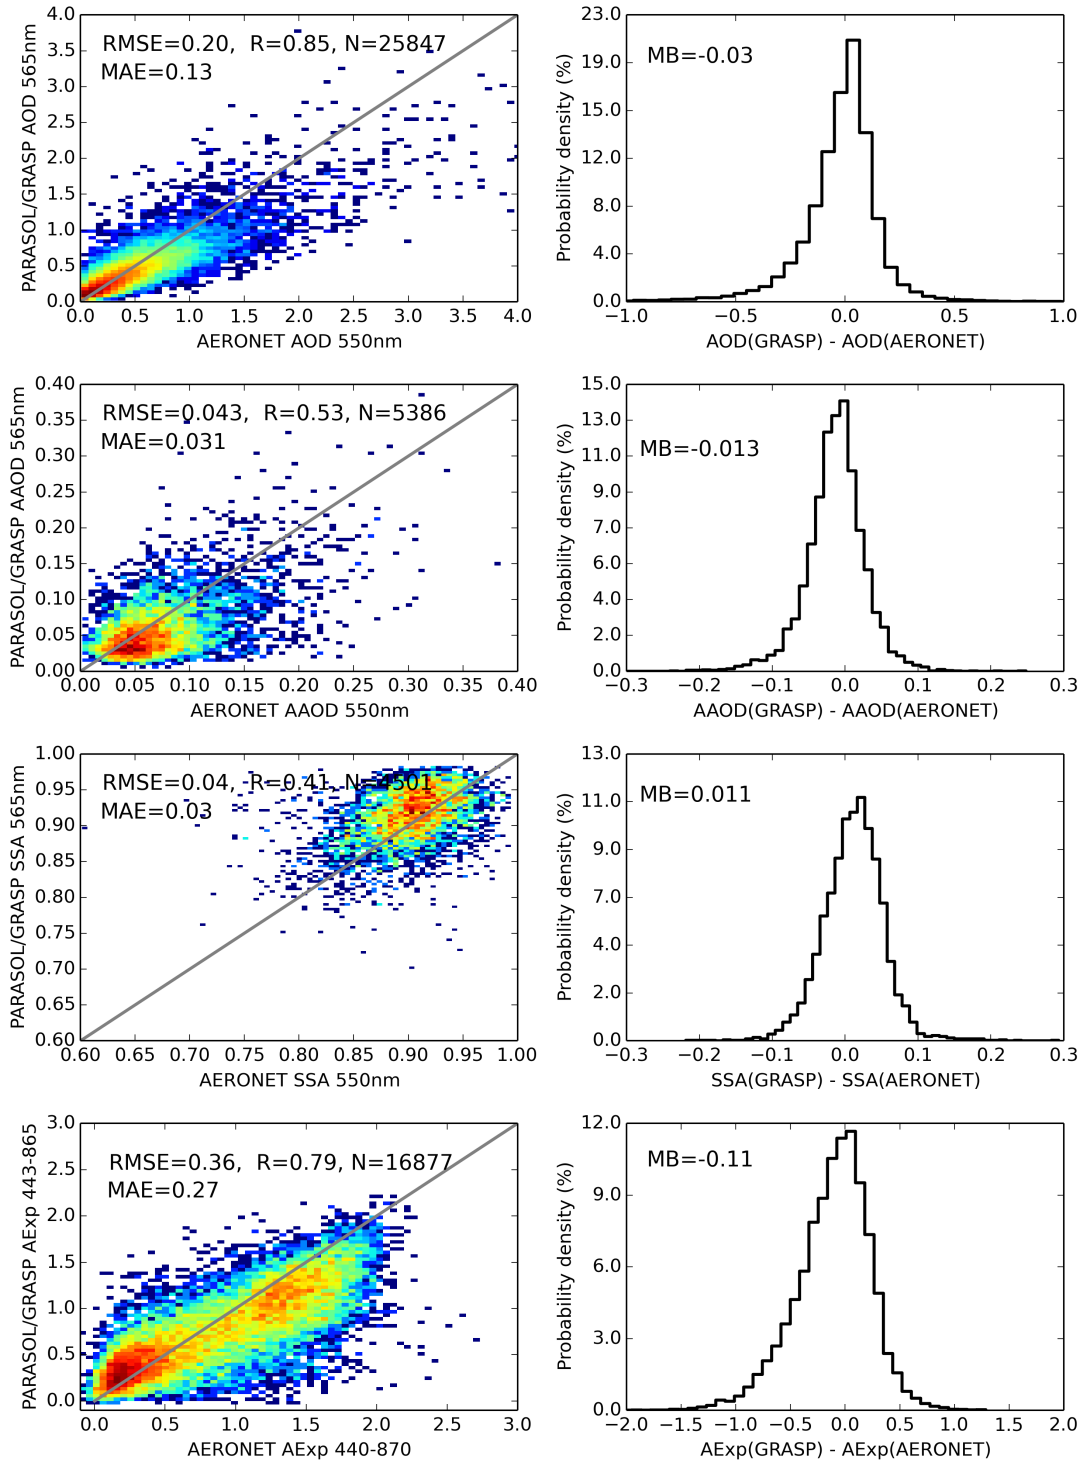 RMSE=0.20, R=0.85, N=25847
MAE=0.13
PARASOL/GRASP AOD 565nm
4.0
3.5
3.0
2.5
2.0
1.5
1.0
0.5
0.0
0.0 0.5 1.0 1.5 2.0 2.5 3.0 3.5 4.0
AERONET AOD 550nm
MB=-0.03
Probability density (%)
23.0
19.0
15.0
12.0
8.0
4.0
0.0
−1.0 −0.5 0.0 0.5 1.0
AOD(GRASP) - AOD(AERONET)
RMSE=0.043, R=0.53, N=5386
MAE=0.031
PARASOL/GRASP AAOD 565nm
0.40
0.35
0.30
0.25
0.20
0.15
0.10
0.05
0.00
0.00 0.05 0.10 0.15 0.20 0.25 0.30 0.35 0.40
AERONET AAOD 550nm
MB=-0.013
Probability density (%)
15.0
13.0
11.0
9.0
7.0
4.0
2.0
0.0
−0.3 −0.2 −0.1 0.0 0.1 0.2 0.3
AAOD(GRASP) - AAOD(AERONET)
RMSE=0.04, R=0.41, N=4501
MAE=0.03
PARASOL/GRASP SSA 565nm
1.00
0.95
0.90
0.85
0.80
0.75
0.70
0.65
0.60
0.60 0.65 0.70 0.75 0.80 0.85 0.90 0.95 1.00
AERONET SSA 550nm
MB=0.011
Probability density (%)
13.0
11.0
9.0
7.0
4.0
2.0
0.0
−0.3 −0.2 −0.1 0.0 0.1 0.2 0.3
SSA(GRASP) - SSA(AERONET)
RMSE=0.36, R=0.79, N=16877
MAE=0.27
PARASOL/GRASP AExp 443-865
3.0
2.5
2.0
1.5
1.0
0.5
0.0
0.0 0.5 1.0 1.5 2.0 2.5 3.0
AERONET AExp 440-870
MB=-0.11
Probability density (%)
12.0
9.0
6.0
3.0
0.0
−2.0 −1.5 −1.0 −0.5 0.0 0.5 1.0 1.5 2.0
AExp(GRASP) - AExp(AERONET)